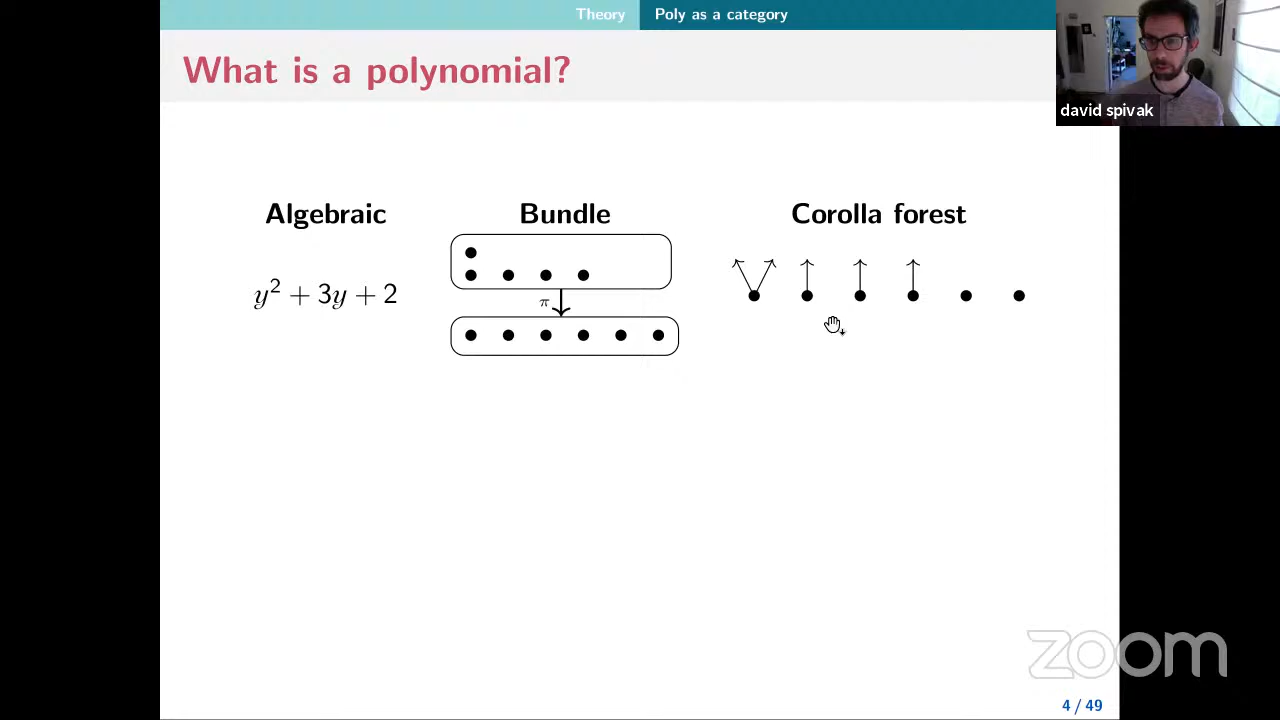 Theory Poly as a category
What is a polynomial?
david spivak
Algebraic Bundle Corolla forest
y² + 3y + 2
π
zoom
4 / 49